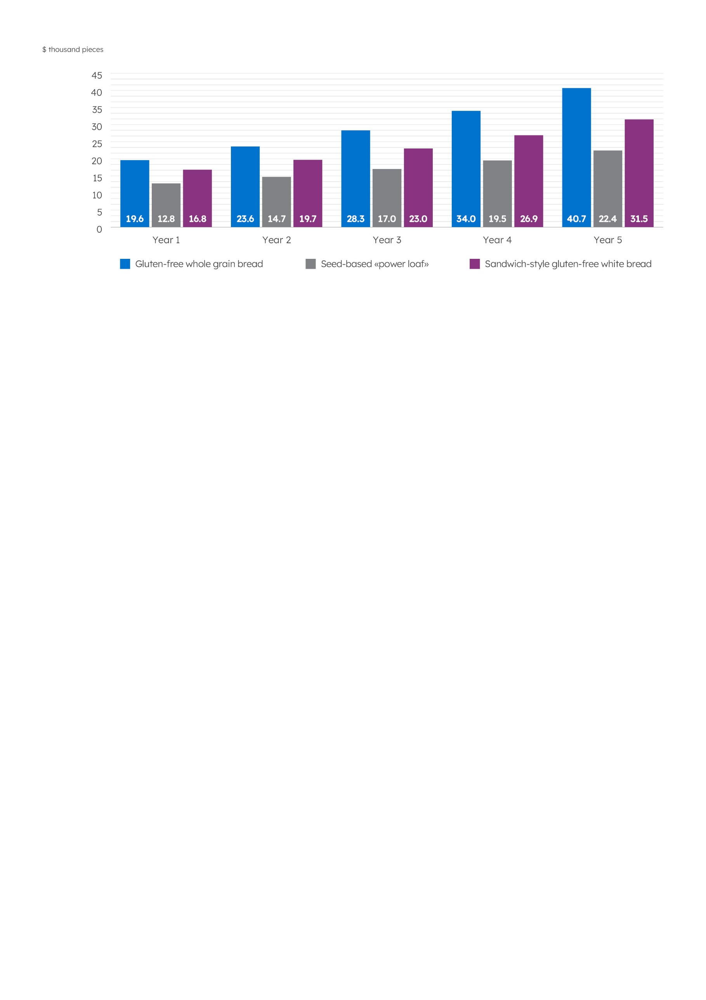 $ thousand pieces
45
40
35
30
25
20
15
10
5
0
19.6 12.8 16.8 23.6 14.7 19.7 28.3 17.0 23.0 34.0 19.5 26.9 40.7 22.4 31.5
Year 1 Year 2 Year 3 Year 4 Year 5
Gluten-free whole grain bread Seed-based «power loaf» Sandwich-style gluten-free white bread